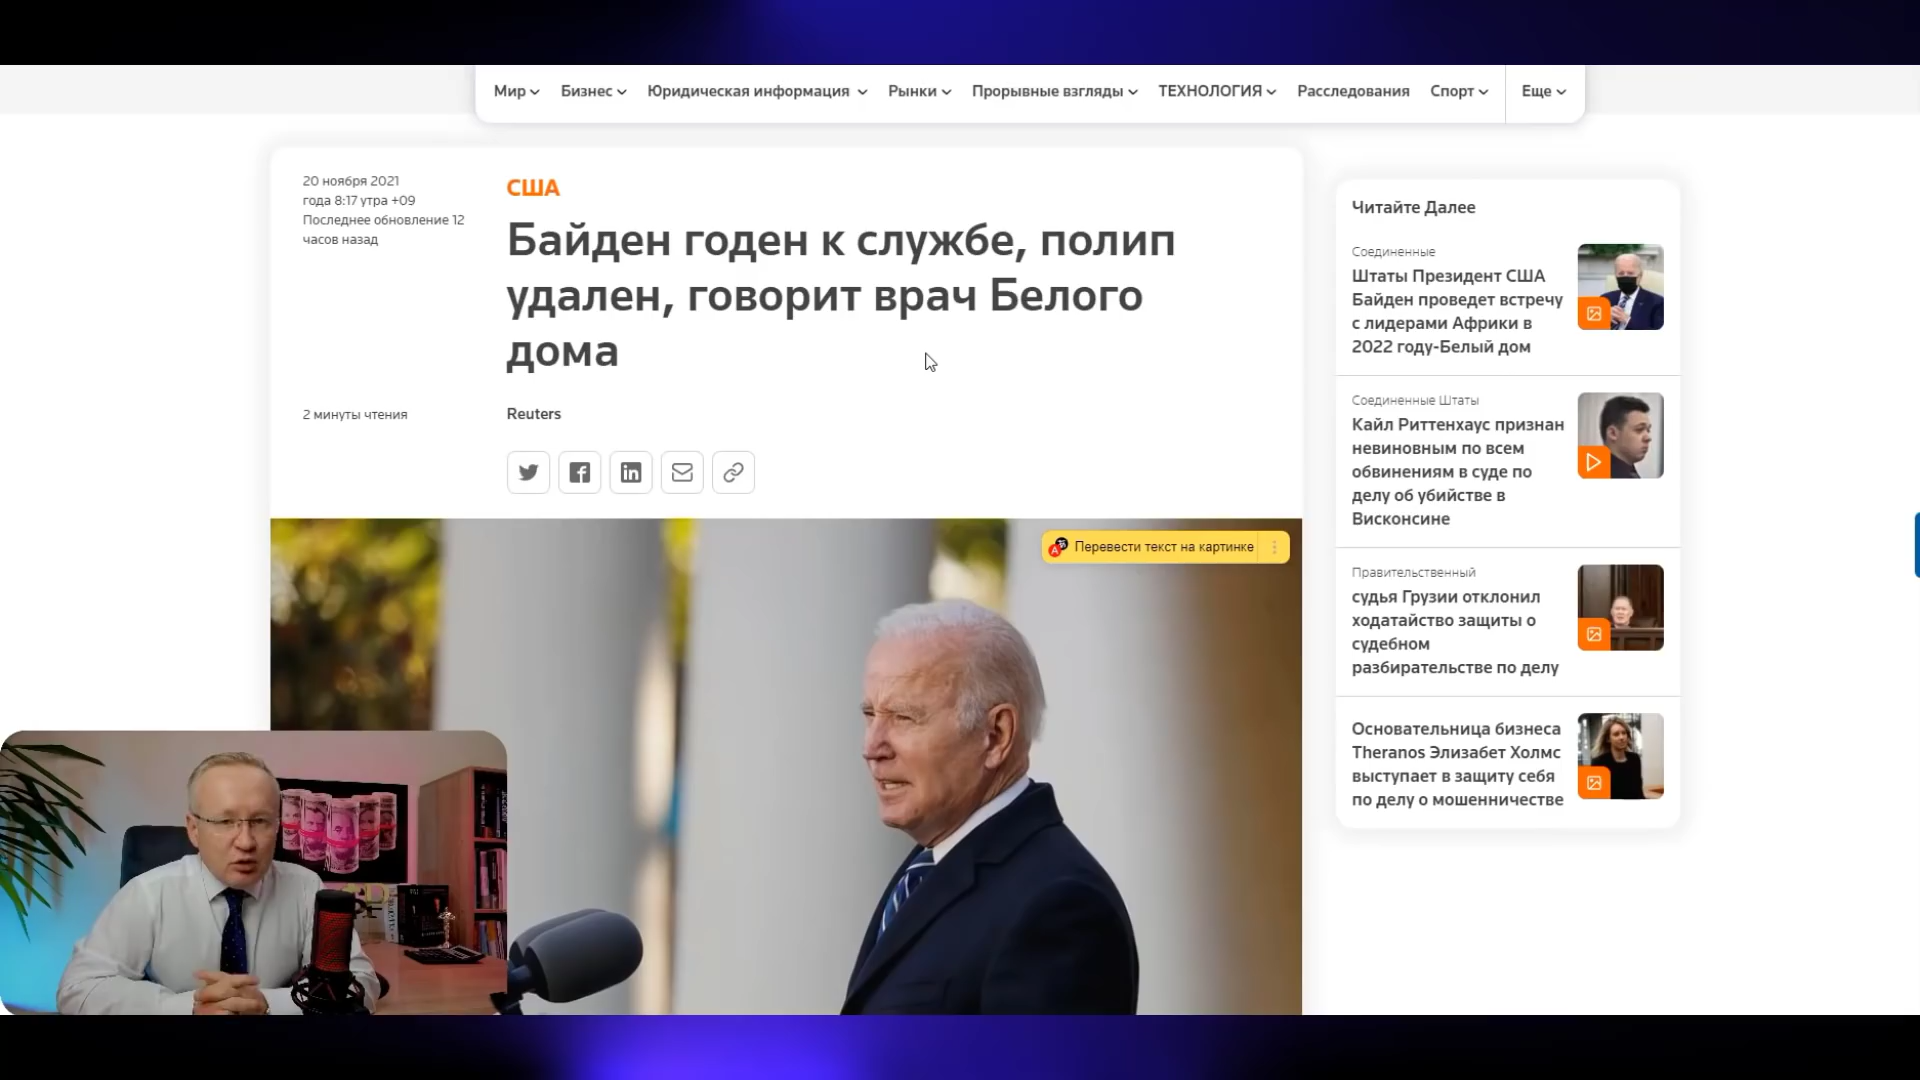 Мир
Бизнес
Юридическая информация
Рынки
Прорывные взгляды
ТЕХНОЛОГИЯ
Расследования
Спорт
Еще
20 ноября 2021
года 8:17 утра +09
Последнее обновление 12
часов назад
США
Байден годен к службе, полип
удален, говорит врач Белого
дома
2 минуты чтения
Reuters
Перевести текст на картинке
Читайте Далее
Соединенные
Штаты Президент США
Байден проведет встречу
с лидерами Африки в
2022 году-Белый дом
Соединенные Штаты
Кайл Риттенхаус признан
невиновным по всем
обвинениям в суде по
делу об убийстве в
Висконсине
Правительственный
судья Грузии отклонил
ходатайство защиты о
судебном
разбирательстве по делу
Основательница бизнеса
Theranos Элизабет Холмс
выступает в защиту себя
по делу о мошенничестве